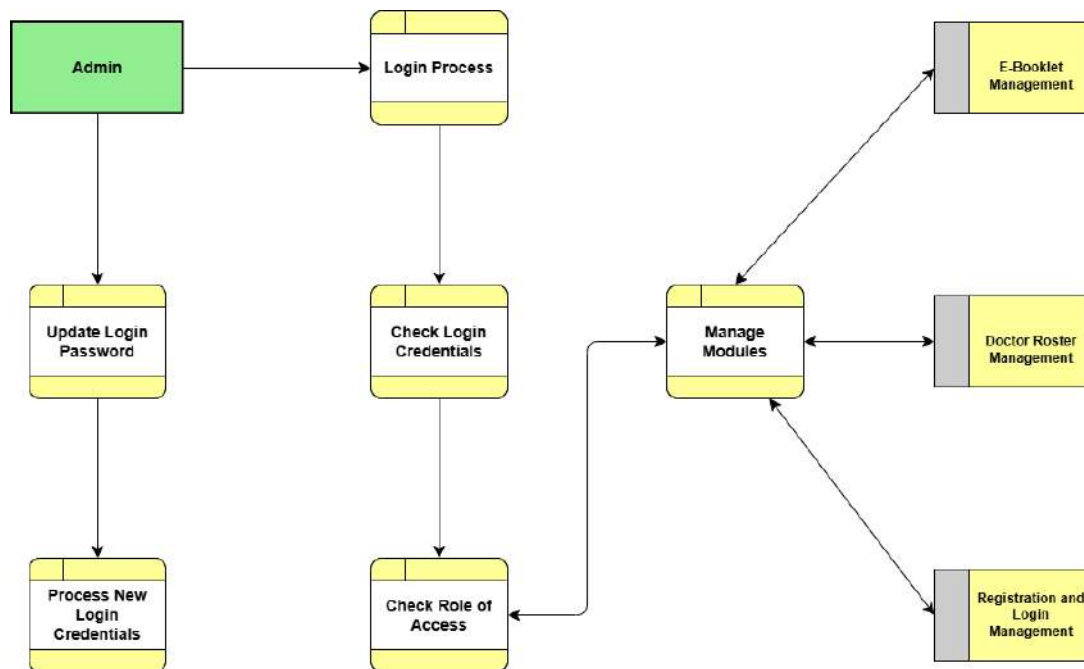 Admin
Login Process
E-Booklet
Management
Update Login
Password
Check Login
Credentials
Manage
Modules
Doctor Roster
Management
Process New
Login
Credentials
Check Role of
Access
Registration and
Login
Management